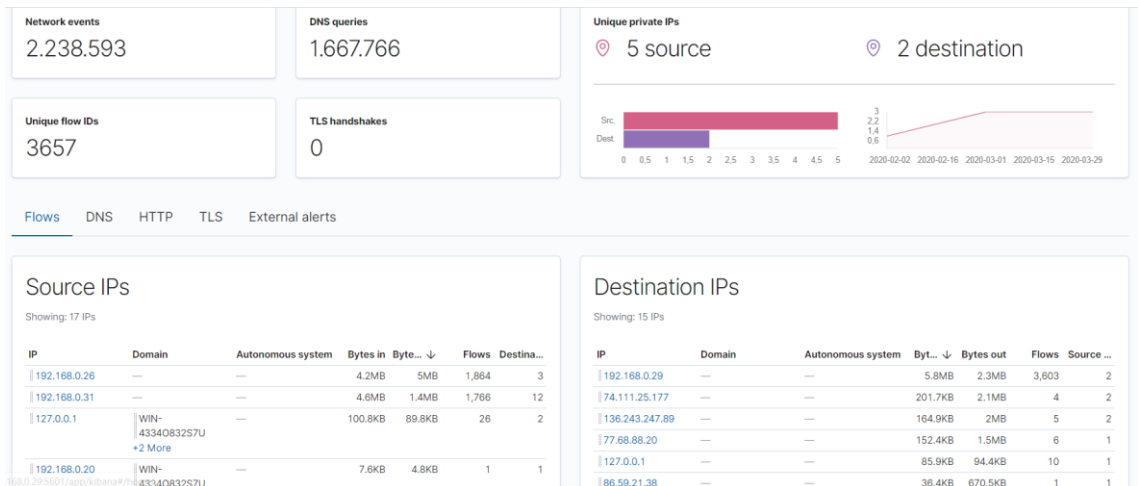 Network events
2.238.593
DNS queries
1.667.766
Unique private IPs
5 source
2 destination
Unique flow IDs
3657
TLS handshakes
0
Src.
Dest.
0 0,5 1 1,5 2 2,5 3 3,5 4 4,5 5
3
2,2
1,4
0,6
2020-02-02 2020-02-16 2020-03-01 2020-03-15 2020-03-29
Flows DNS HTTP TLS External alerts
Source IPs
Showing: 17 IPs
IP Domain Autonomous system Bytes in Byte... ↓ Flows Destina...
192.168.0.26 — — 4.2MB 5MB 1,864 3
192.168.0.31 — — 4.6MB 1.4MB 1,766 12
127.0.0.1 WIN- — 100.8KB 89.8KB 26 2
43340832S7U
+2 More
192.168.0.20 WIN- — 7.6KB 4.8KB 1 1
43340832S7U
Destination IPs
Showing: 15 IPs
IP Domain Autonomous system Byt... ↓ Bytes out Flows Source ...
192.168.0.29 — — 5.8MB 2.3MB 3,603 2
74.111.25.177 — — 201.7KB 2.1MB 4 2
136.243.247.89 — — 164.9KB 2MB 5 2
77.68.88.20 — — 152.4KB 1.5MB 6 1
127.0.0.1 — — 85.9KB 94.4KB 10 1
86.59.21.38 — — 36.4KB 670.5KB 1 1
168.0.29:5601/app/kibana#/ho